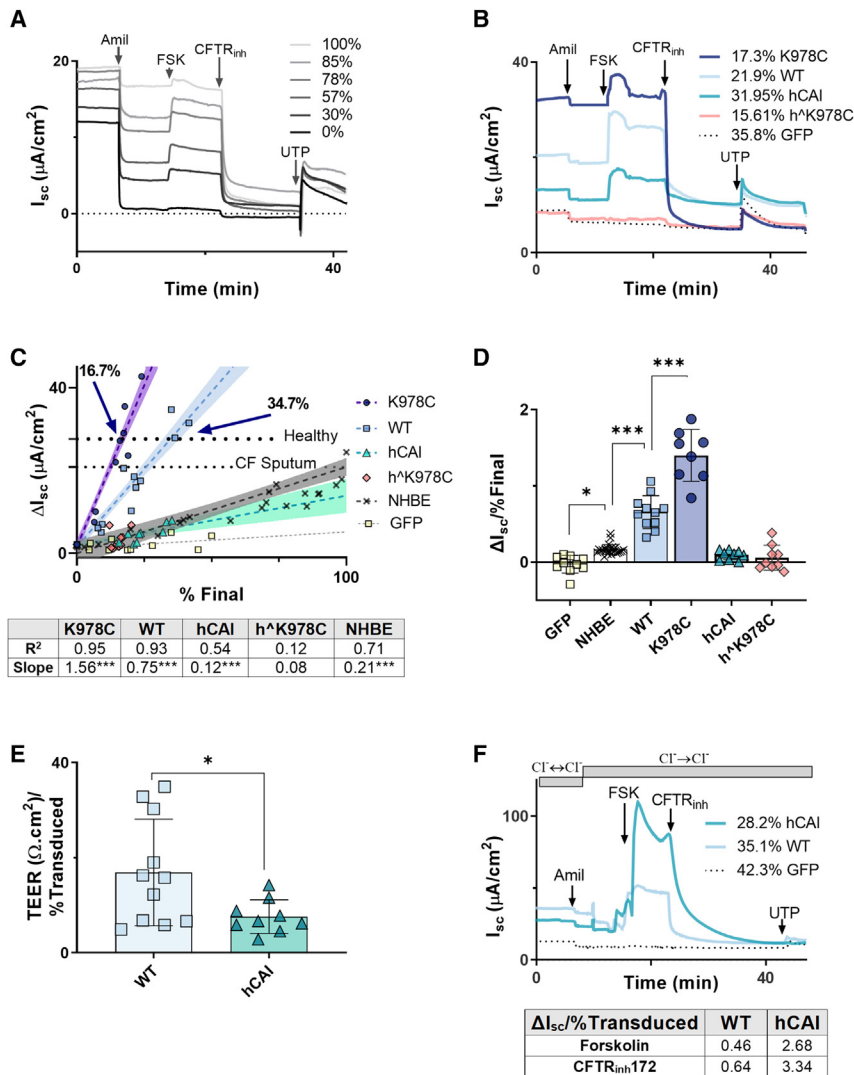 A
Amil
FSK
CFTRinh
UTP
100%
85%
78%
57%
30%
0%
20
0
Isc (μA/cm²)
0
40
Time (min)
B
Amil
FSK
CFTRinh
UTP
17.3% K978C
21.9% WT
31.95% hCAI
15.61% h^K978C
35.8% GFP
40
0
Isc (μA/cm²)
0
40
Time (min)
C
16.7%
34.7%
Healthy
CF Sputum
40
0
ΔIsc (μA/cm²)
0
100
% Final
K978C
WT
hCAI
h^K978C
NHBE
GFP
K978C WT hCAI h^K978C NHBE
R² 0.95 0.93 0.54 0.12 0.71
Slope 1.56*** 0.75*** 0.12*** 0.08 0.21***
D
***
***
*
2
0
ΔIsc/% Final
GFP
NHBE
WT
K978C
hCAI
h^K978C
E
*
40
0
TEER (Ω.cm²)/
% Transduced
WT
hCAI
F
Cl⁻↔Cl⁻
Cl⁻→Cl⁻
FSK
CFTRinh
Amil
UTP
28.2% hCAI
35.1% WT
42.3% GFP
100
0
Isc (μA/cm²)
0
40
Time (min)
ΔIsc/%Transduced WT hCAI
Forskolin 0.46 2.68
CFTRinh172 0.64 3.34